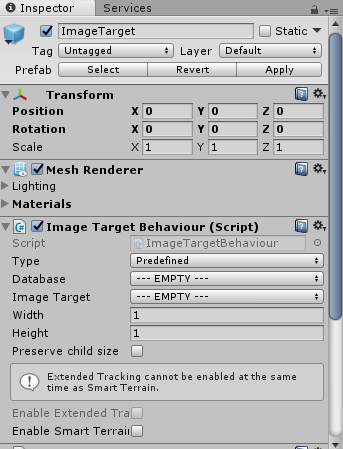 Inspector Services
ImageTarget Static
Tag Untagged Layer Default
Prefab Select Revert Apply
Transform
Position X 0 Y 0 Z 0
Rotation X 0 Y 0 Z 0
Scale X 1 Y 1 Z 1
Mesh Renderer
Lighting
Materials
Image Target Behaviour (Script)
Script ImageTargetBehaviour
Type Predefined
Database --- EMPTY ---
Image Target --- EMPTY ---
Width 1
Height 1
Preserve child size
Extended Tracking cannot be enabled at the same
time as Smart Terrain.
Enable Extended Tra
Enable Smart Terrain